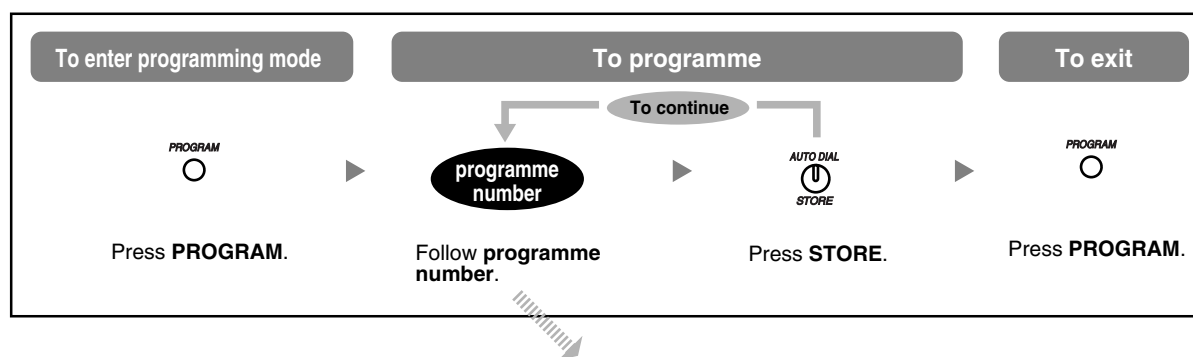 To enter programming mode
To programme
To exit
To continue
PROGRAM
programme
number
AUTO DIAL
STORE
PROGRAM
Press PROGRAM.
Follow programme
number.
Press STORE.
Press PROGRAM.